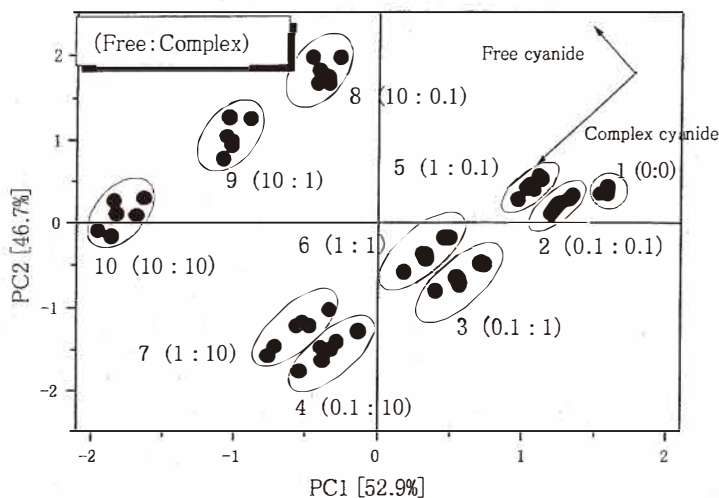 (Free:Complex)
Free cyanide
8 (10 : 0.1)
Complex cyanide
5 (1 : 0.1)
1 (0:0)
9 (10 : 1)
2 (0.1 : 0.1)
6 (1 : 1)
10 (10 : 10)
3 (0.1 : 1)
7 (1 : 10)
4 (0.1 : 10)
PC2 [46.7%]
2
1
0
-1
-2
-2
-1
0
1
2
PC1 [52.9%]